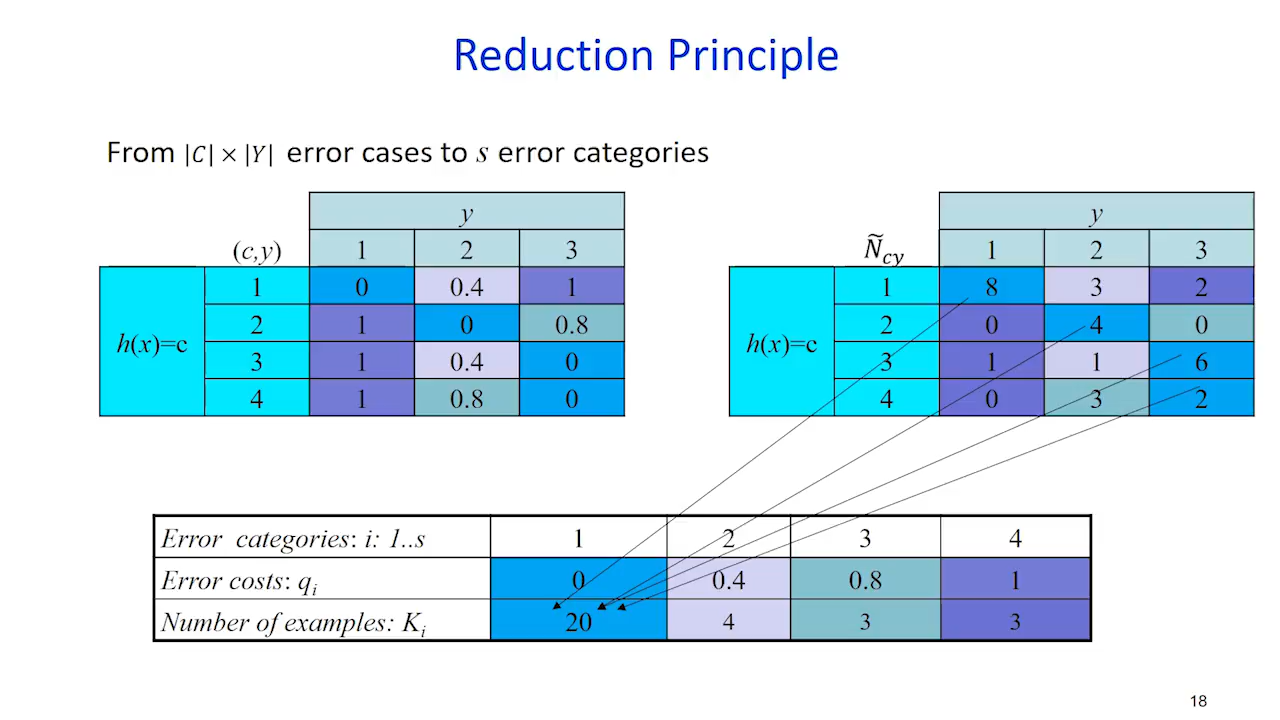 Reduction Principle
From |C| × |Y| error cases to s error categories
y
(c,y) 1 2 3
h(x)=c
1 0 0.4 1
2 1 0 0.8
3 1 0.4 0
4 1 0.8 0
y
Ñcy 1 2 3
h(x)=c
1 8 3 2
2 0 4 0
3 1 1 6
4 0 3 2
Error categories: i: 1..s 1 2 3 4
Error costs: qi 0 0.4 0.8 1
Number of examples: Ki 20 4 3 3
18